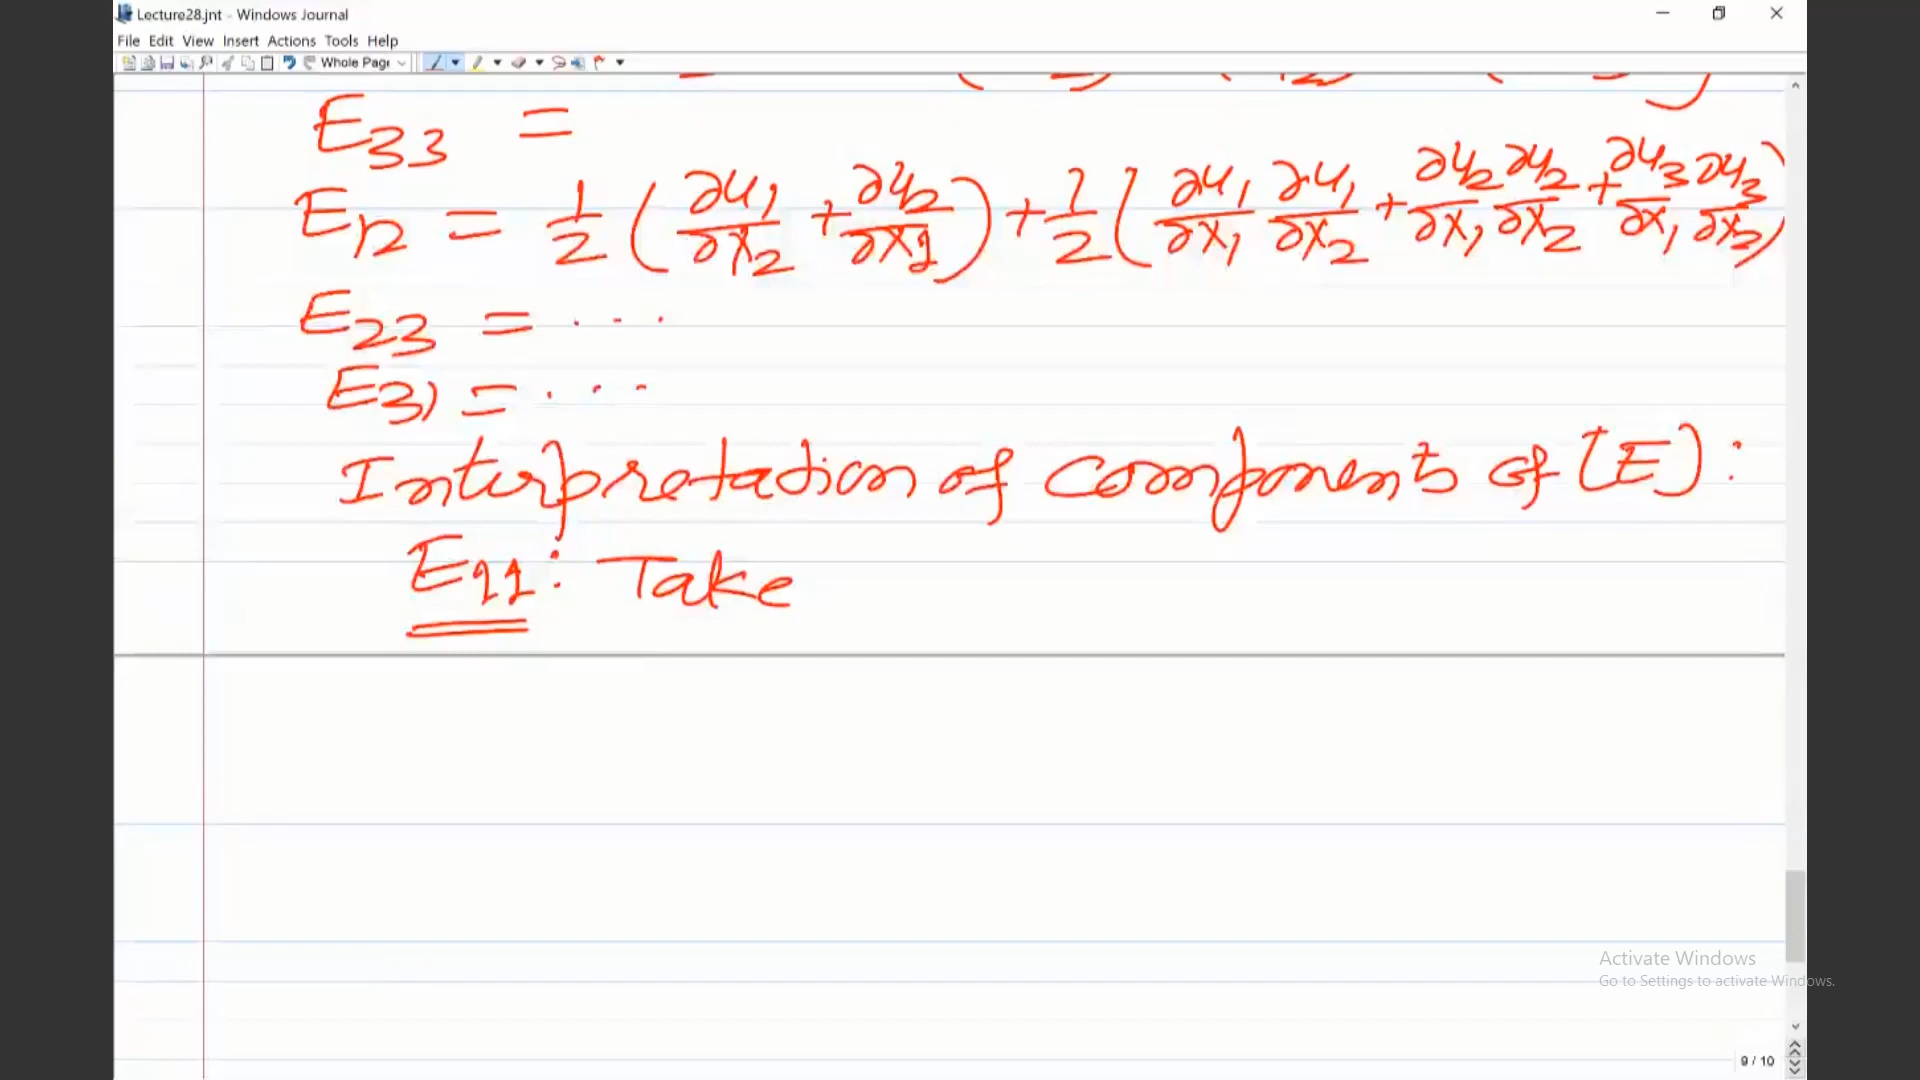 Lecture28.jnt - Windows Journal
File Edit View Insert Actions Tools Help
Whole Page
E₃₃ =
E₁₂ = 1/2 (∂u₁/∂X₂ + ∂u₂/∂X₁) + 1/2 (∂u₁/∂X₁ ∂u₁/∂X₂ + ∂u₂/∂X₁ ∂u₂/∂X₂ + ∂u₃/∂X₁ ∂u₃/∂X₂)
E₂₃ = ...
E₃₁ = ...
Interpretation of components of [E]:
E₁₁: Take
Activate Windows
Go to Settings to activate Windows.
9 / 10